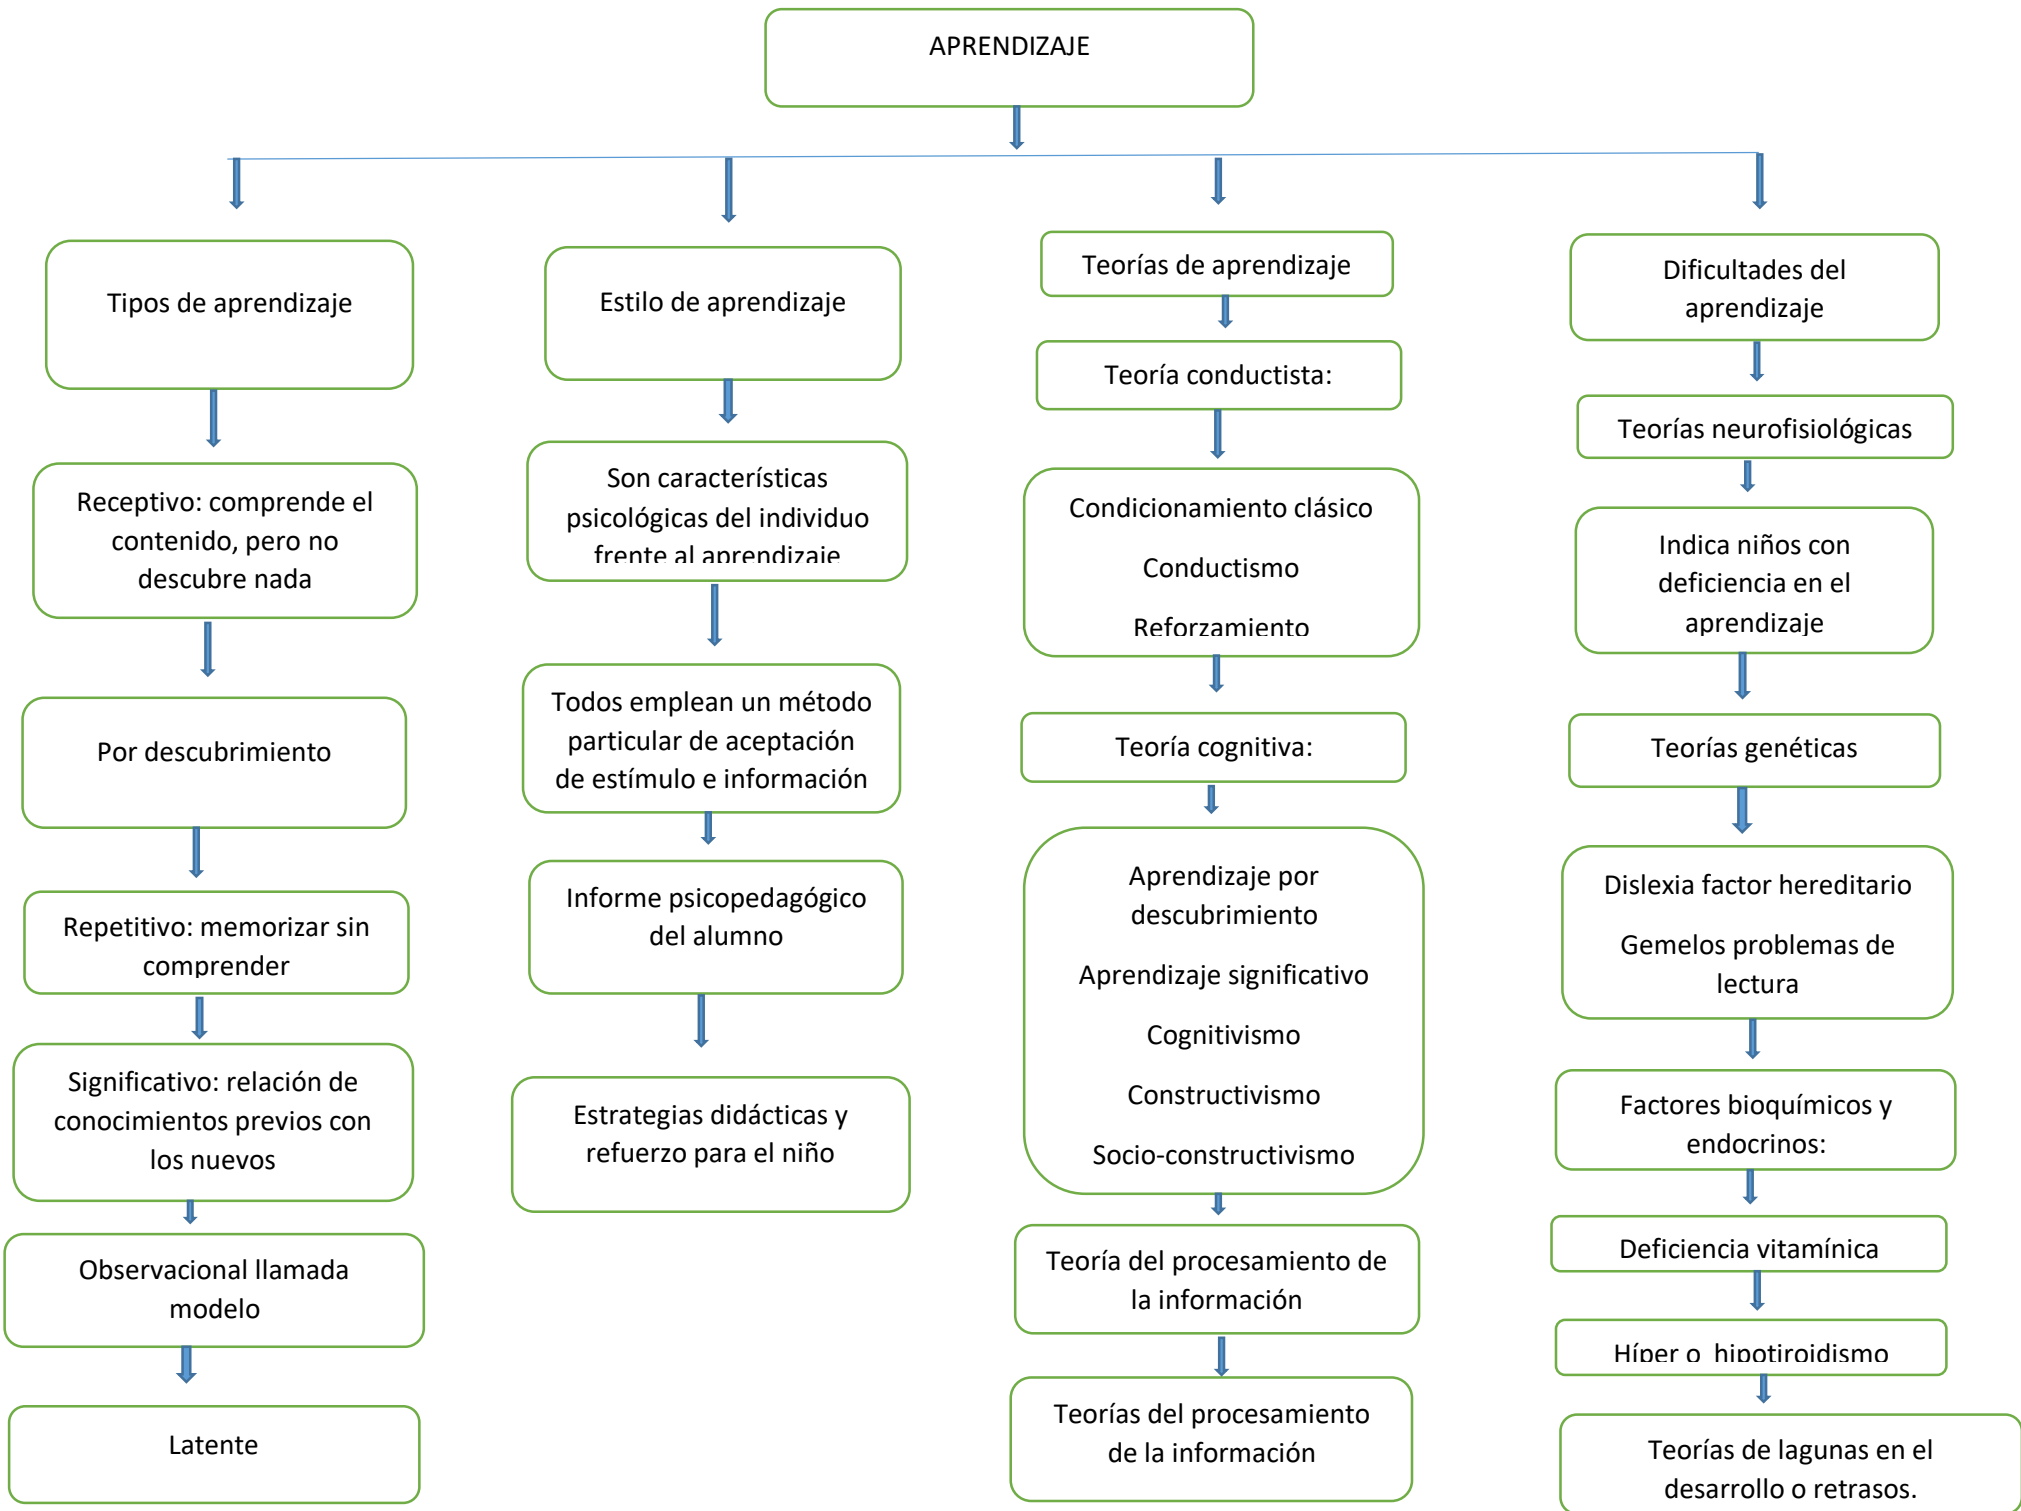 APRENDIZAJE
Tipos de aprendizaje
Receptivo: comprende el
contenido, pero no
descubre nada
Por descubrimiento
Repetitivo: memorizar sin
comprender
Significativo: relación de
conocimientos previos con
los nuevos
Observacional llamada
modelo
Latente
Estilo de aprendizaje
Son características
psicológicas del individuo
frente al aprendizaje
Todos emplean un método
particular de aceptación
de estímulo e información
Informe psicopedagógico
del alumno
Estrategias didácticas y
refuerzo para el niño
Teorías de aprendizaje
Teoría conductista:
Condicionamiento clásico
Conductismo
Reforzamiento
Teoría cognitiva:
Aprendizaje por
descubrimiento
Aprendizaje significativo
Cognitivismo
Constructivismo
Socio-constructivismo
Teoría del procesamiento de
la información
Teorías del procesamiento
de la información
Dificultades del
aprendizaje
Teorías neurofisiológicas
Indica niños con
deficiencia en el
aprendizaje
Teorías genéticas
Dislexia factor hereditario
Gemelos problemas de
lectura
Factores bioquímicos y
endocrinos:
Deficiencia vitamínica
Híper o hipotiroidismo
Teorías de lagunas en el
desarrollo o retrasos.